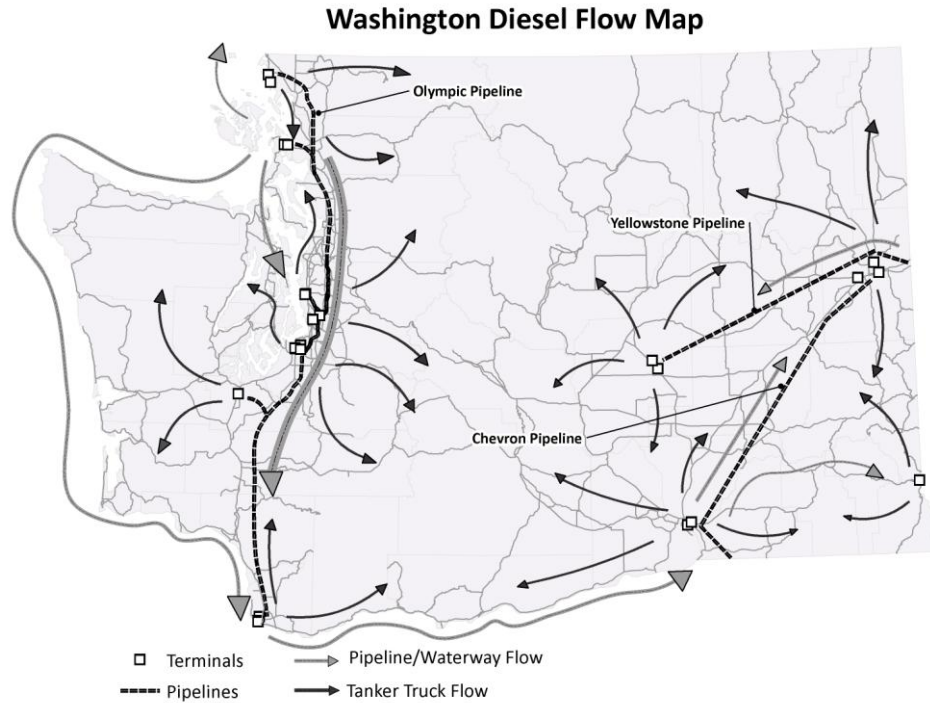 Washington Diesel Flow Map
Olympic Pipeline
Yellowstone Pipeline
Chevron Pipeline
Terminals
Pipeline/Waterway Flow
Pipelines
Tanker Truck Flow